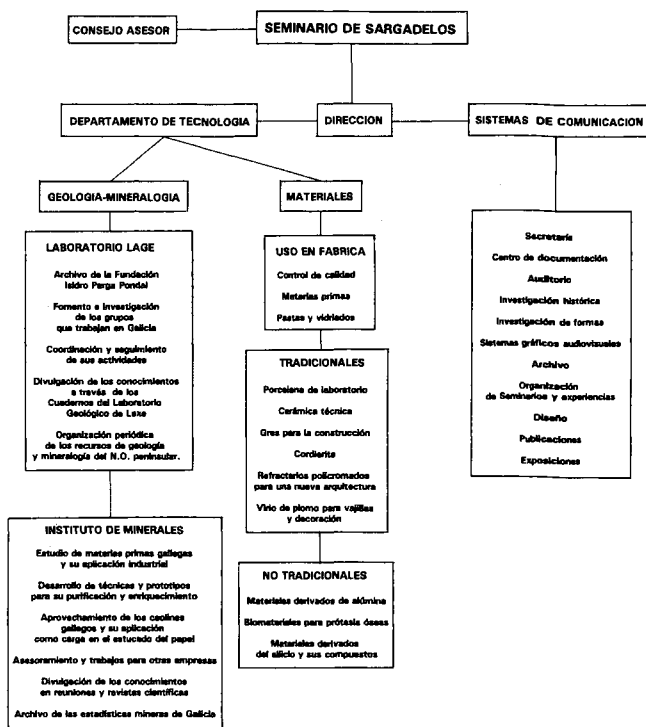 CONSEJO ASESOR
SEMINARIO DE SARGADELOS
DEPARTAMENTO DE TECNOLOGIA
DIRECCION
SISTEMAS DE COMUNICACION
GEOLOGIA-MINERALOGIA
MATERIALES
LABORATORIO LAGE
Archivo de la Fundación
Isidro Parga Pondal
Fomento e Investigación
de los grupos
que trabajan en Galicia
Coordinación y seguimiento
de sus actividades
Divulgación de los conocimientos
a través de los
Cuadernos del Laboratorio
Geológico de Laxe
Organización periódica
de los recursos de geología
y mineralogía del N.O. peninsular.
INSTITUTO DE MINERALES
Estudio de materias primas gallegas
y su aplicación industrial
Desarrollo de técnicas y prototipos
para su purificación y enriquecimiento
Aprovechamiento de los caolines
gallegos y su aplicación
como carga en el estucado del papel
Asesoramiento y trabajos para otras empresas
Divulgación de los conocimientos
en reuniones y revistas científicas
Archivo de las estadísticas mineras de Galicia
USO EN FABRICA
Control de calidad
Materias primas
Pastas y vidriados
TRADICIONALES
Porcelana de laboratorio
Cerámica técnica
Gres para la construcción
Cordierita
Refractarios policromados
para una nueva arquitectura
Virio de plomo para vajillas
y decoración
NO TRADICIONALES
Materiales derivados de alúmina
Biomateriales para prótasis óseas
Materiales derivados
del silicio y sus compuestos
Secretaría
Centro de documentación
Auditorio
Investigación histórica
Investigación de formas
Sistemas gráficos audiovisuales
Archivo
Organización
de Seminarios y experiencias
Diseño
Publicaciones
Exposiciones